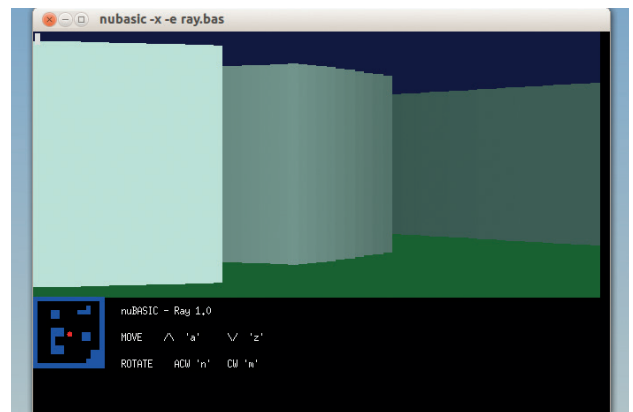 nubasic -x -e ray.bas
nuBASIC - Ray 1.0
MOVE /\ 'a' \/ 'z'
ROTATE ACW 'n' CW 'm'